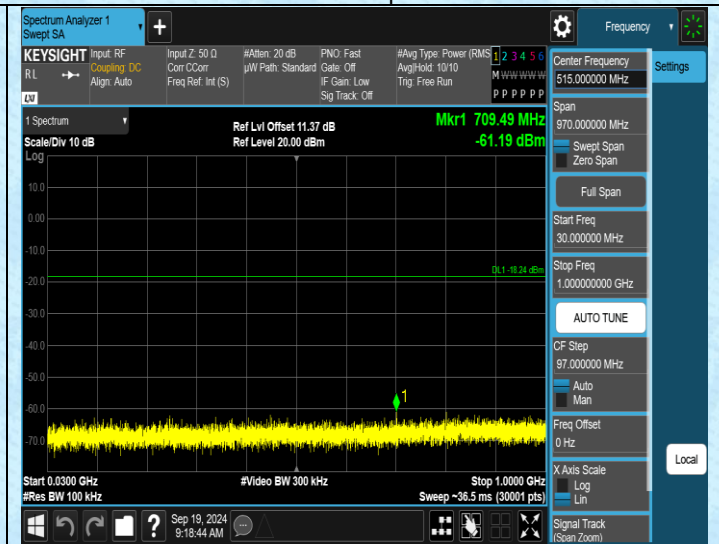 Spectrum Analyzer 1
Swept SA
+
Frequency
KEYSIGHT
RL
LXI
Input: RF
Coupling: DC
Align: Auto
Input Z: 50 Ω
Corr CCorr
Freq Ref: Int (S)
#Atten: 20 dB
µW Path: Standard
PNO: Fast
Gate: Off
IF Gain: Low
Sig Track: Off
#Avg Type: Power (RMS
Avg|Hold: 10/10
Trig: Free Run
1 2 3 4 5 6
M W W W W W
P P P P P P
1 Spectrum
Scale/Div 10 dB
Ref Lvl Offset 11.37 dB
Ref Level 20.00 dBm
Mkr1 709.49 MHz
-61.19 dBm
Log
10.0
0.00
-10.0
-20.0
-30.0
-40.0
-50.0
-60.0
-70.0
DL1 -18.24 dBm
1
Start 0.0300 GHz
#Res BW 100 kHz
#Video BW 300 kHz
Stop 1.0000 GHz
Sweep ~36.5 ms (30001 pts)
Center Frequency
515.000000 MHz
Span
970.000000 MHz
Swept Span
Zero Span
Full Span
Start Freq
30.000000 MHz
Stop Freq
1.000000000 GHz
AUTO TUNE
CF Step
97.000000 MHz
Auto
Man
Freq Offset
0 Hz
X Axis Scale
Log
Lin
Signal Track
(Span Zoom)
Settings
Local
?
Sep 19, 2024
9:18:44 AM